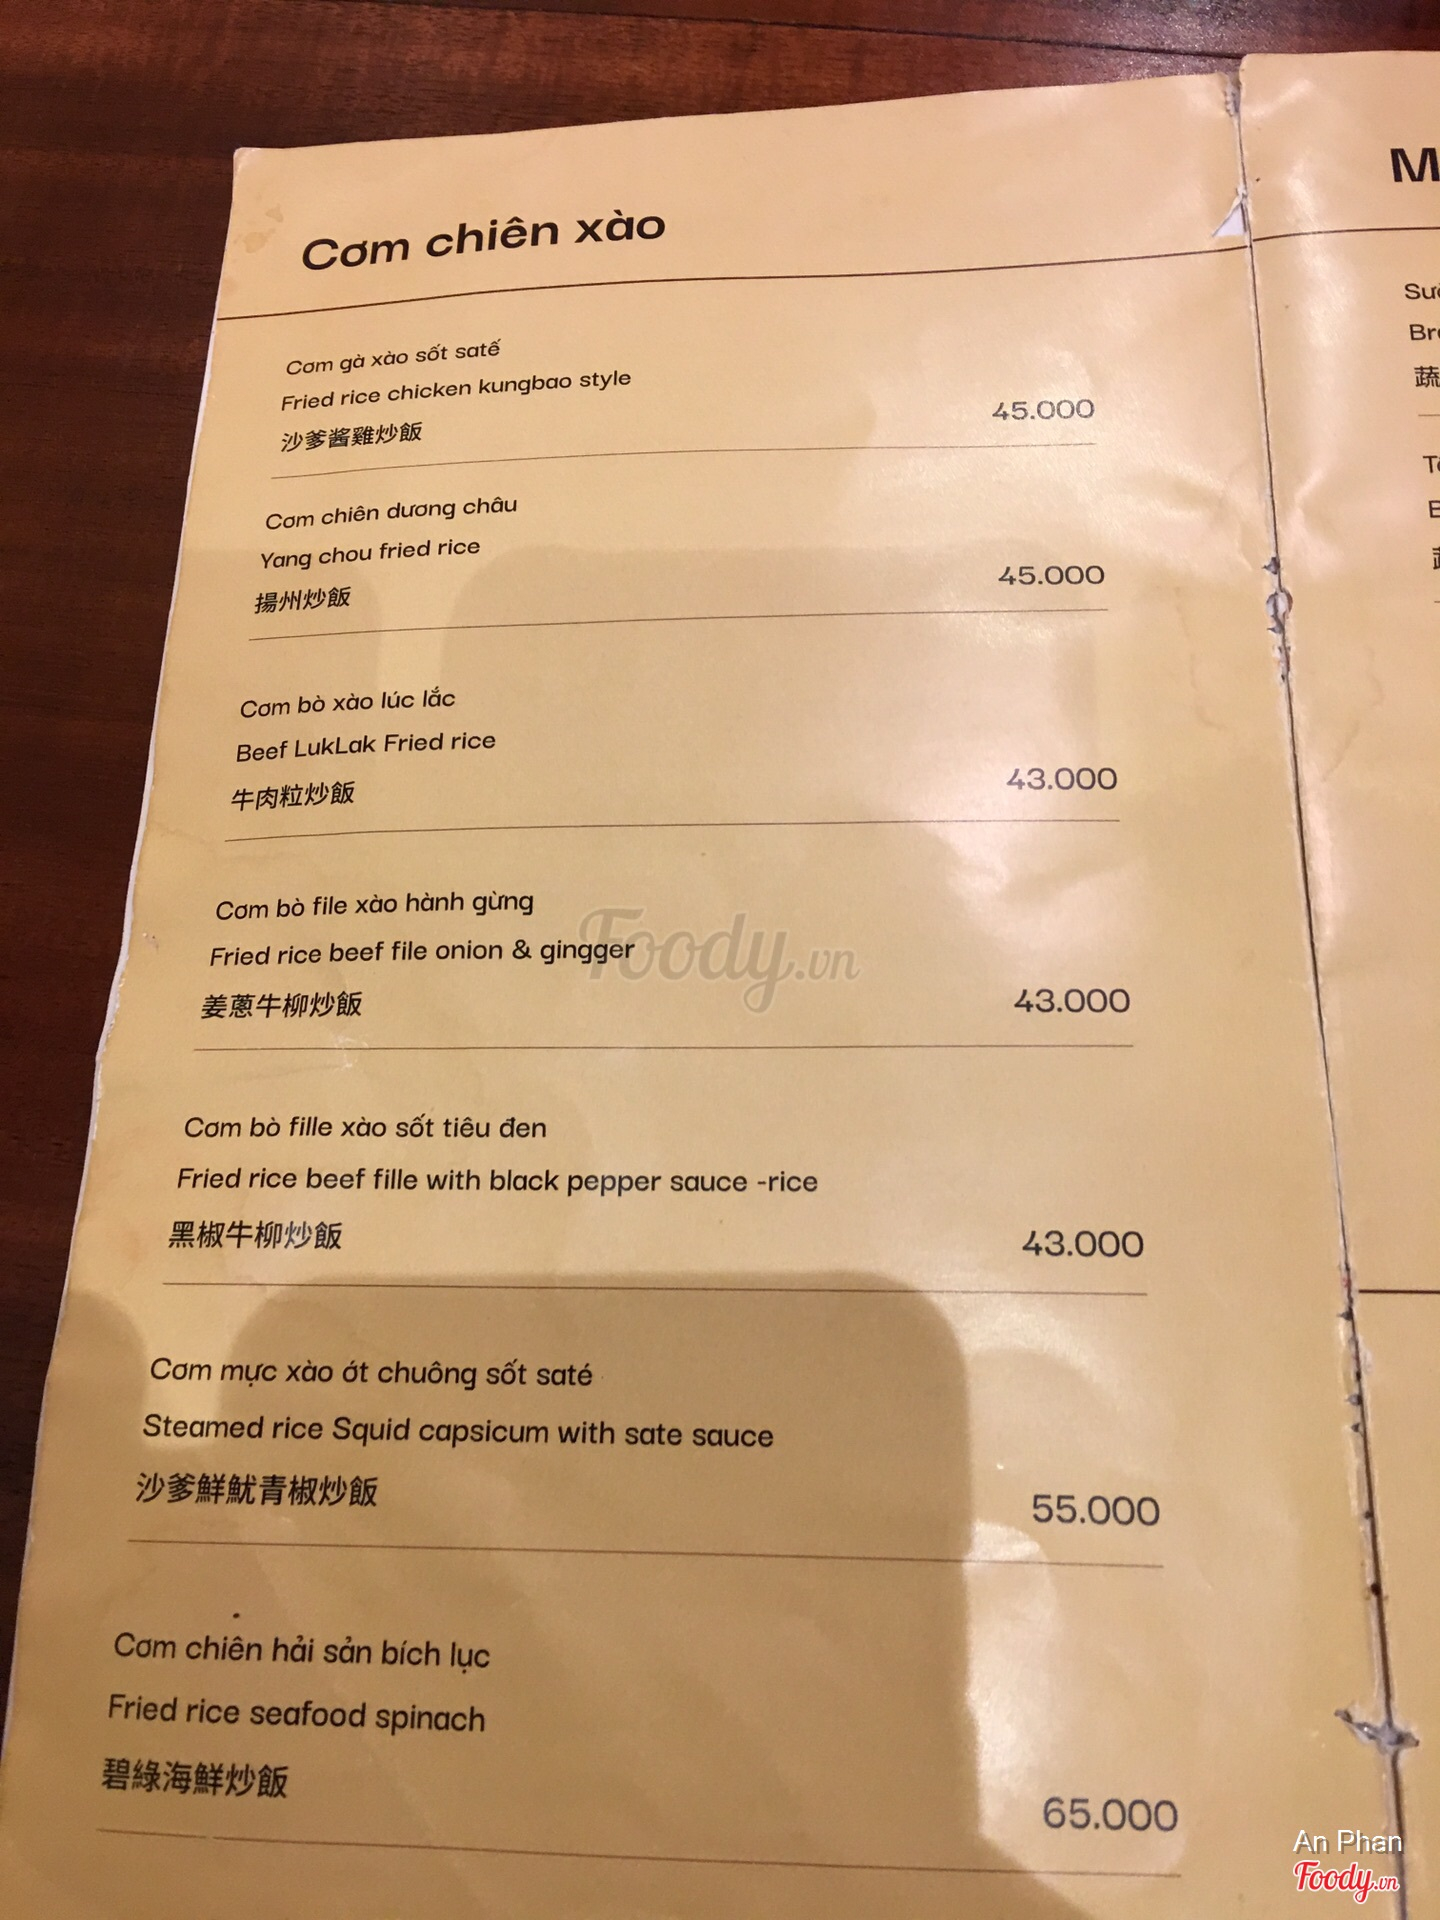 Cơm chiên xào
Cơm gà xào sốt satế
Fried rice chicken kungbao style
沙爹酱雞炒飯
45.000
Cơm chiên dương châu
Yang chou fried rice
揚州炒飯
45.000
Cơm bò xào lúc lắc
Beef LukLak Fried rice
牛肉粒炒飯
43.000
Cơm bò file xào hành gừng
Fried rice beef file onion & gingger
姜蔥牛柳炒飯
43.000
Cơm bò fille xào sốt tiêu đen
Fried rice beef fille with black pepper sauce -rice
黑椒牛柳炒飯
43.000
Cơm mực xào ớt chuông sốt saté
Steamed rice Squid capsicum with sate sauce
沙爹鮮魷青椒炒飯
55.000
Cơm chiên hải sản bích lục
Fried rice seafood spinach
碧綠海鮮炒飯
65.000
Foody.vn
An Phan
Foody.vn